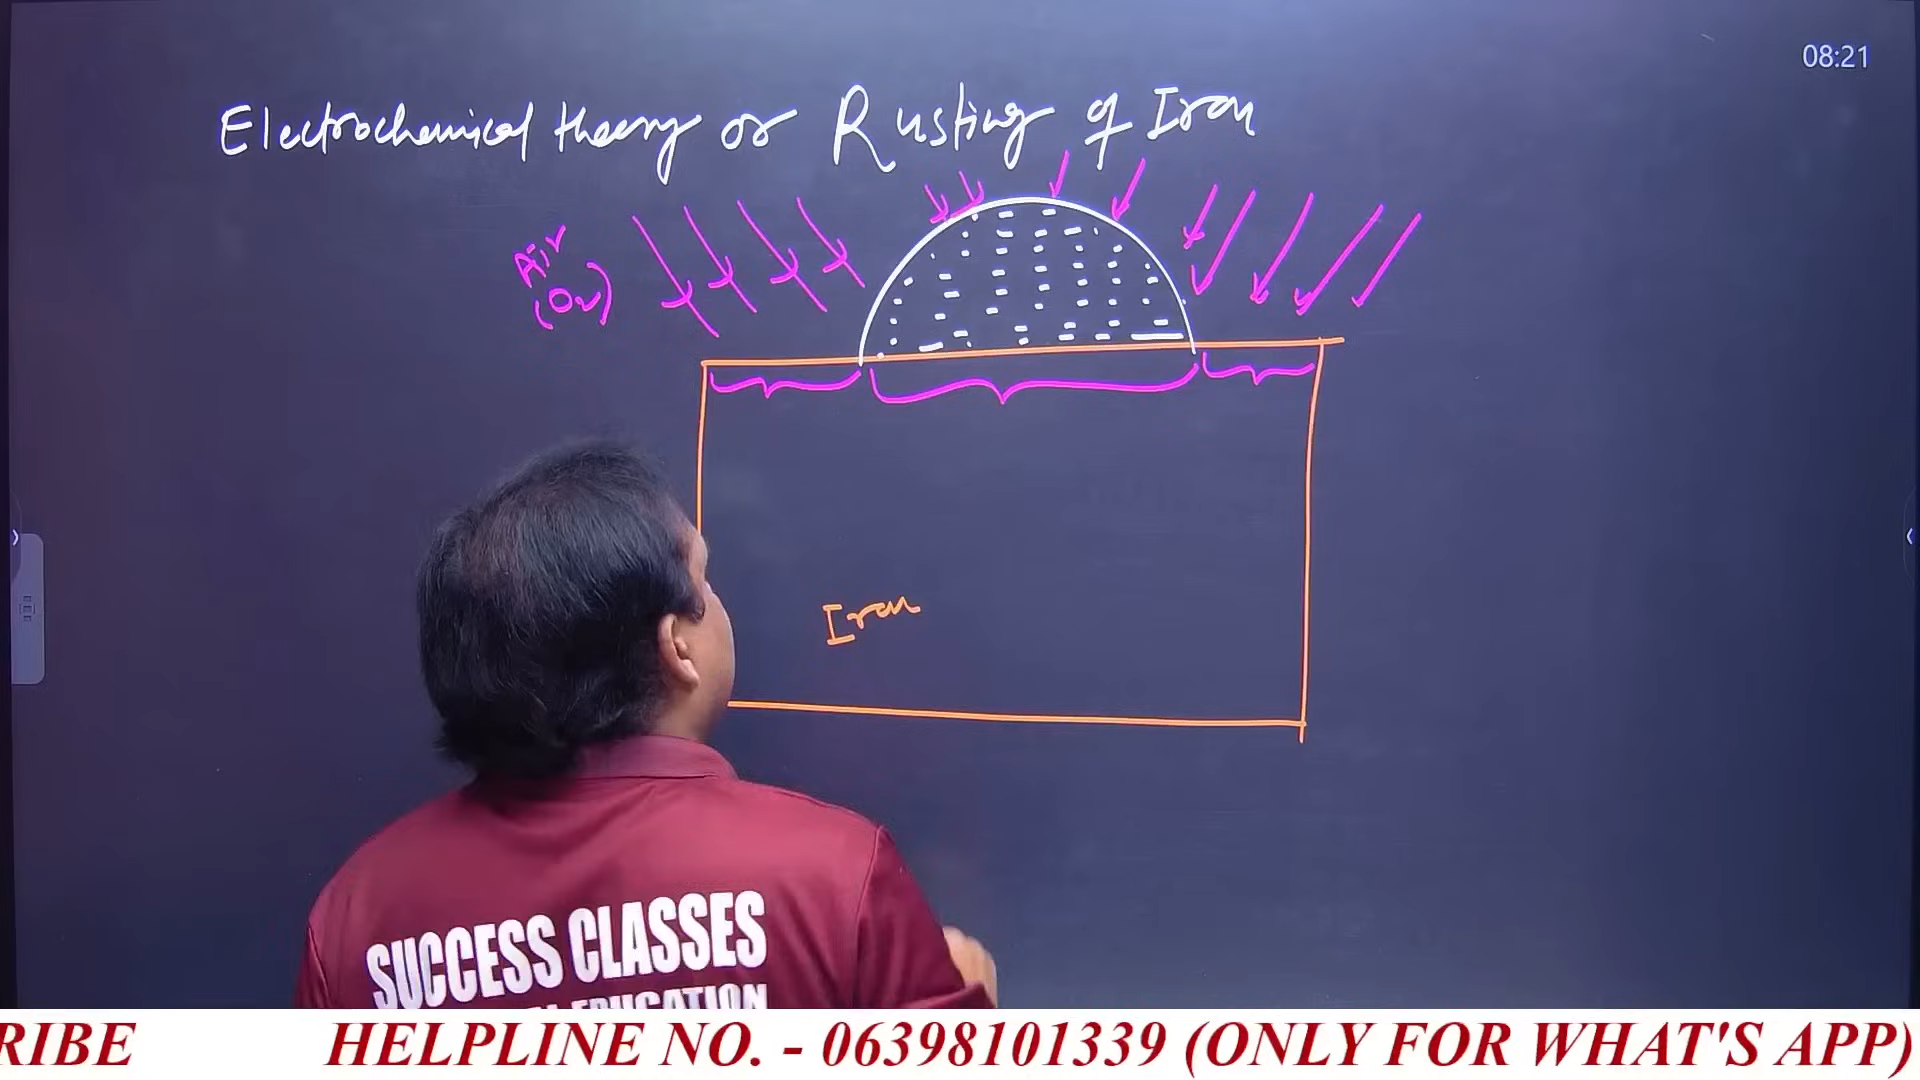 08:21
Electrochemical theory or Rusting of Iron
Air
(O₂)
Iron
SUCCESS CLASSES
EDUCATION
RIBE HELPLINE NO. - 06398101339 (ONLY FOR WHAT'S APP)